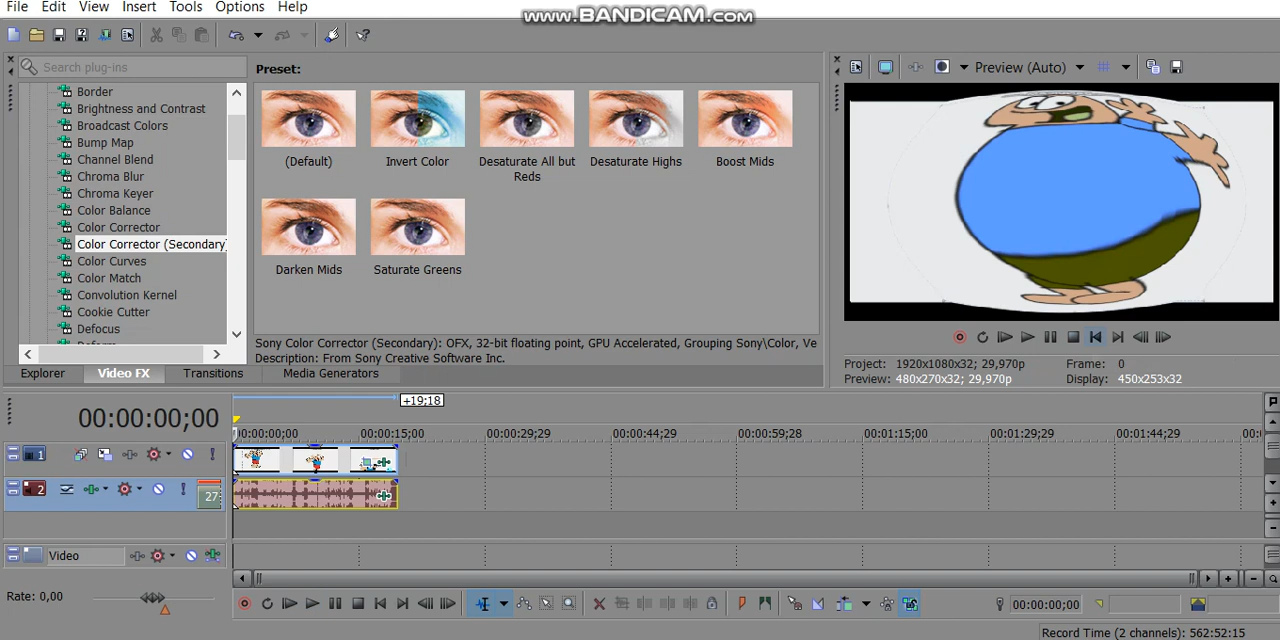 File Edit View Insert Tools Options Help
www.BANDICAM.com
Search plug-ins
Preset:
Preview (Auto)
Border
Brightness and Contrast
Broadcast Colors
Bump Map
Channel Blend
Chroma Blur
Chroma Keyer
Color Balance
Color Corrector
Color Corrector (Secondary)
Color Curves
Color Match
Convolution Kernel
Cookie Cutter
Defocus
(Default)
Invert Color
Desaturate All but
Reds
Desaturate Highs
Boost Mids
Darken Mids
Saturate Greens
Sony Color Corrector (Secondary): OFX, 32-bit floating point, GPU Accelerated, Grouping Sony\Color, Ve
Description: From Sony Creative Software Inc.
Explorer Video FX Transitions Media Generators
Project: 1920x1080x32; 29,970p Frame: 0
Preview: 480x270x32; 29,970p Display: 450x253x32
00:00:00;00
+19;18
00:00:00;00 00:00:15;00 00:00:29;29 00:00:44;29 00:00:59;28 00:01:15;00 00:01:29;29 00:01:44;29 00:0
1
2
27
Video
Rate: 0,00
00:00:00;00
Record Time (2 channels): 562:52:15